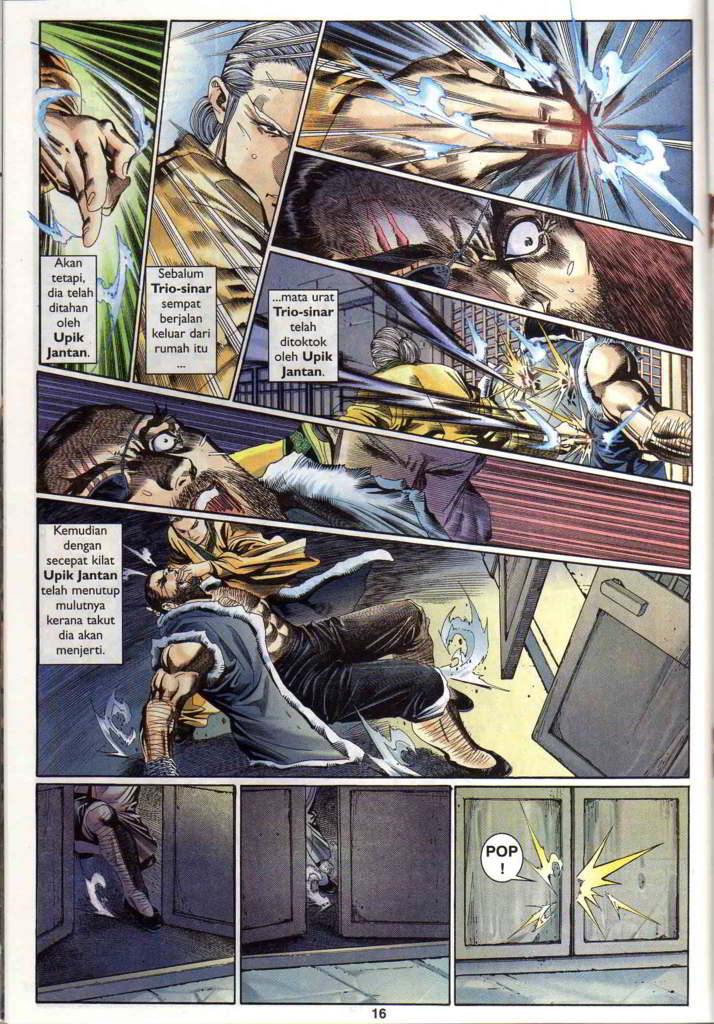 Akan
tetapi,
dia telah
ditahan
oleh
Upik
Jantan.
Sebalum
Trio-sinar
sempat
berjalan
keluar dari
rumah itu
...
...mata urat
Trio-sinar
telah
ditoktok
oleh Upik
Jantan.
Kemudian
dengan
secepat kilat
Upik Jantan
telah menutup
mulutnya
kerana takut
dia akan
menjerti.
POP
!
16